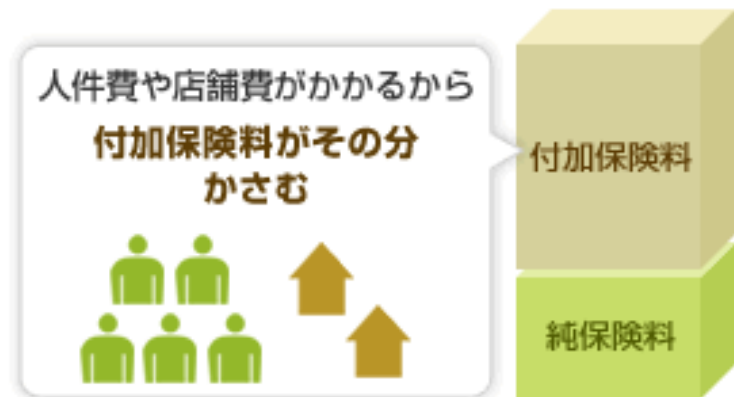 人件費や店舗費がかかるから
付加保険料がその分
かさむ
付加保険料
純保険料